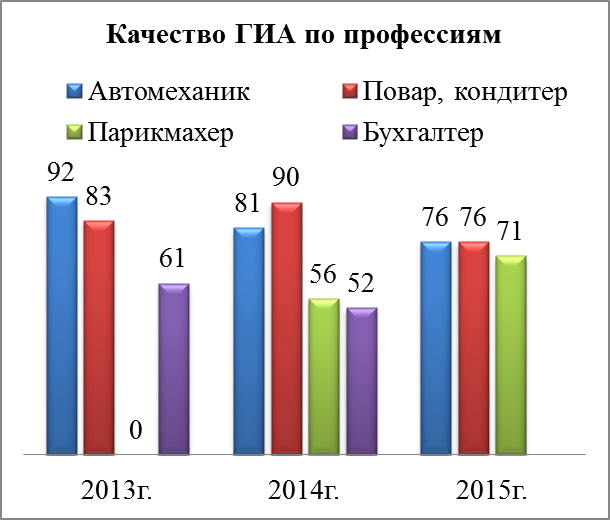 Качество ГИА по профессиям
Автомеханик Повар, кондитер
Парикмахер Бухгалтер
92 83 0 61 81 90 56 52 76 76 71
2013г. 2014г. 2015г.